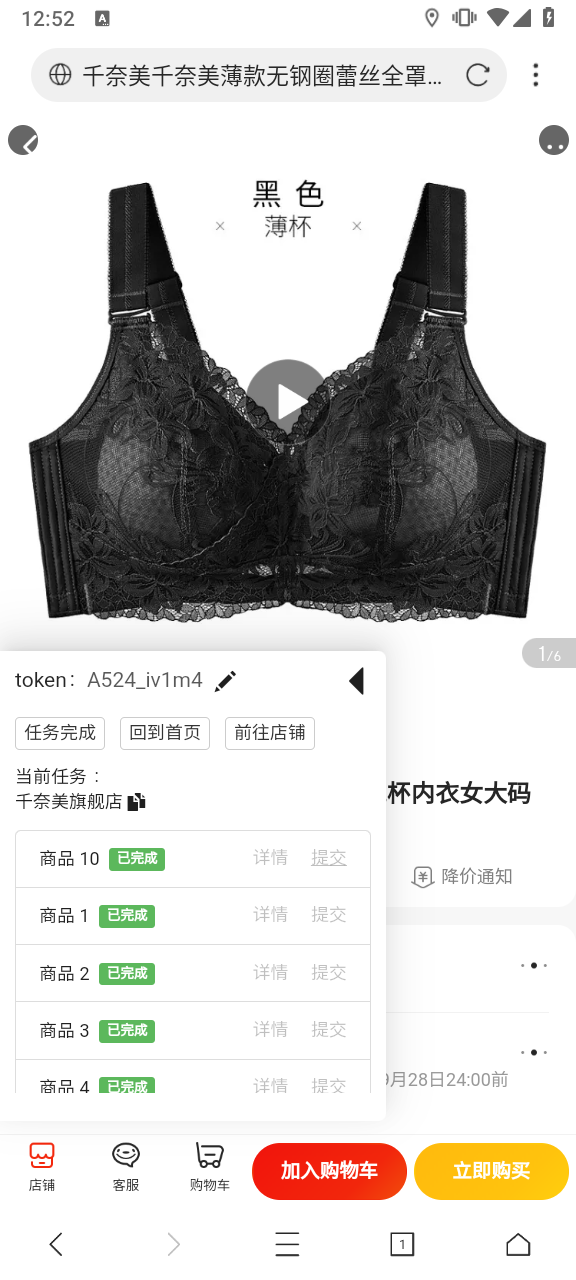 12:52
A
千奈美千奈美薄款无钢圈蕾丝全罩...
黑 色
× 薄杯 ×
1/6
token： A524_iv1m4
任务完成 回到首页 前往店铺
当前任务：
千奈美旗舰店
杯内衣女大码
商品 10 已完成 详情 提交
降价通知
商品 1 已完成 详情 提交
商品 2 已完成 详情 提交
商品 3 已完成 详情 提交
商品 4 已完成 详情 提交
9月28日24:00前
店铺 客服 购物车 加入购物车 立即购买
1